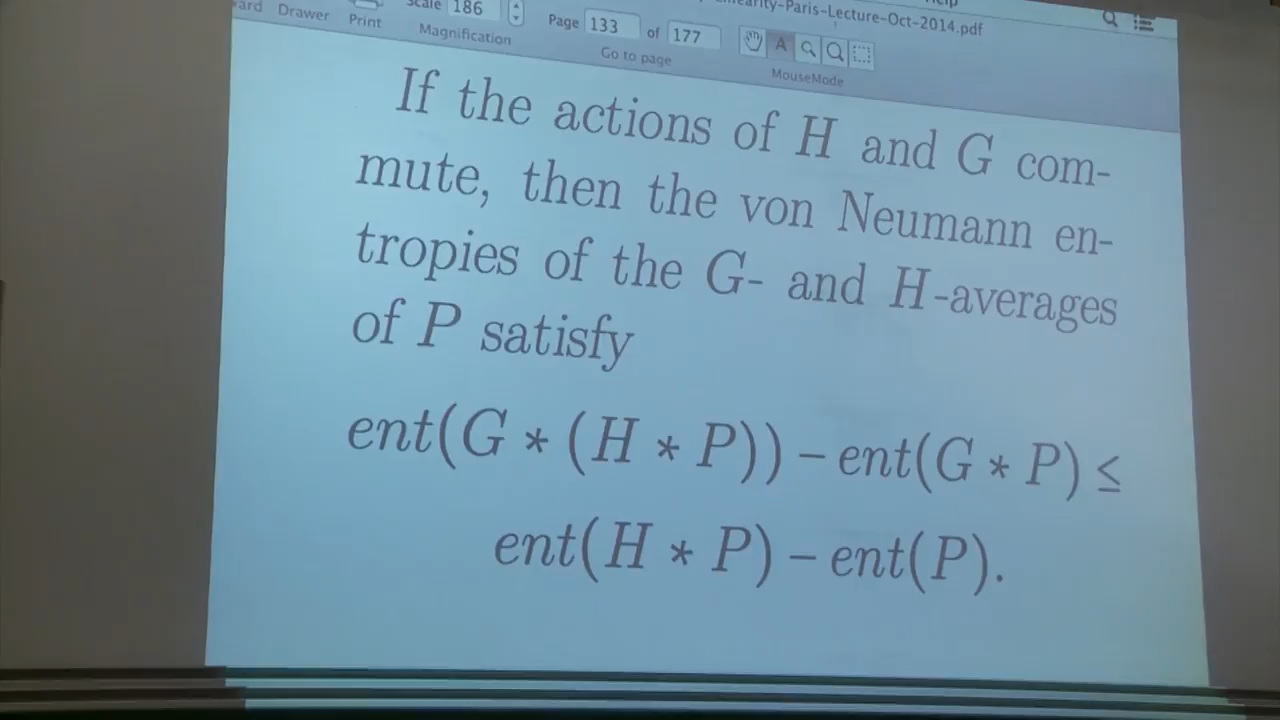 Drawer
Print
186
Magnification
Page 133 of 177
Go to page
A
MouseMode
-Paris-Lecture-Oct-2014.pdf
If the actions of H and G com-
mute, then the von Neumann en-
tropies of the G- and H-averages
of P satisfy
ent(G * (H * P)) – ent(G * P) ≤
ent(H * P) – ent(P).